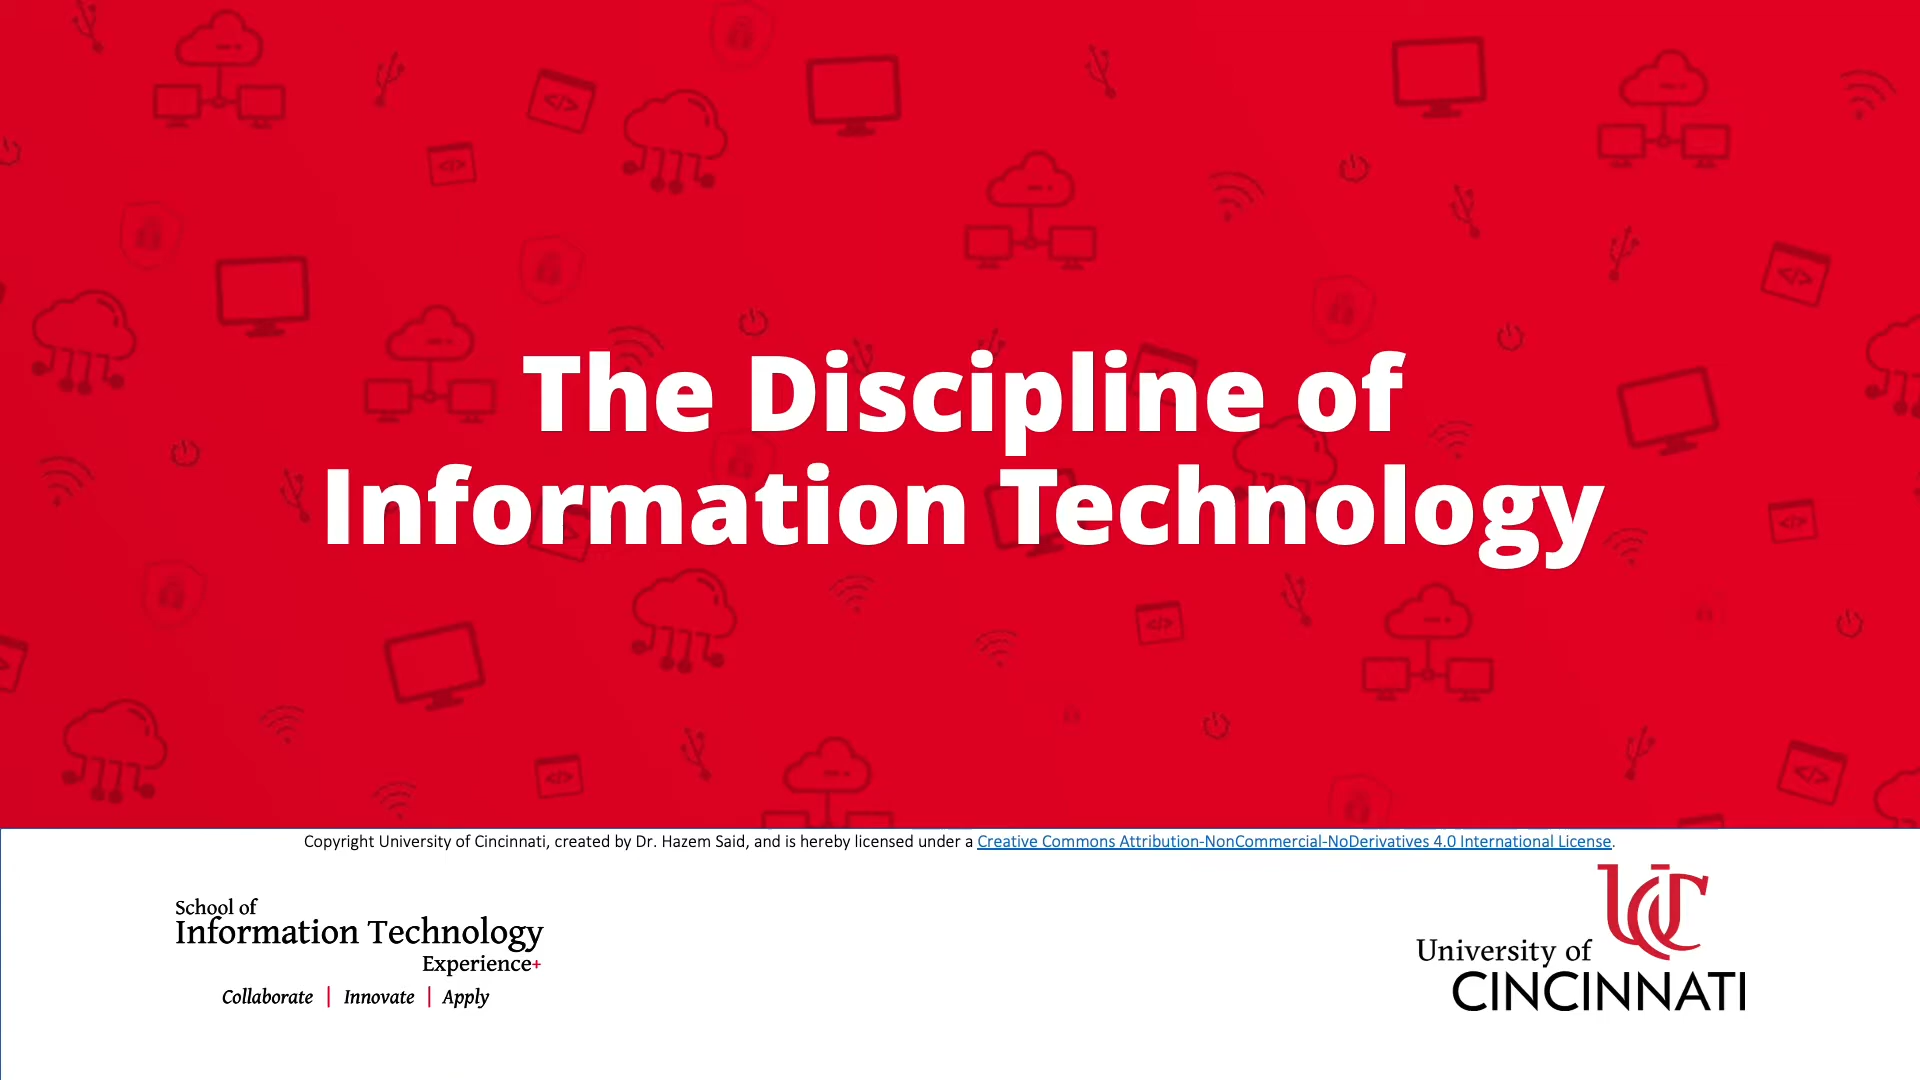 The Discipline of
Information Technology
Copyright University of Cincinnati, created by Dr. Hazem Said, and is hereby licensed under a Creative Commons Attribution-NonCommercial-NoDerivatives 4.0 International License.
School of
Information Technology
Experience+
Collaborate | Innovate | Apply
UC
University of
CINCINNATI